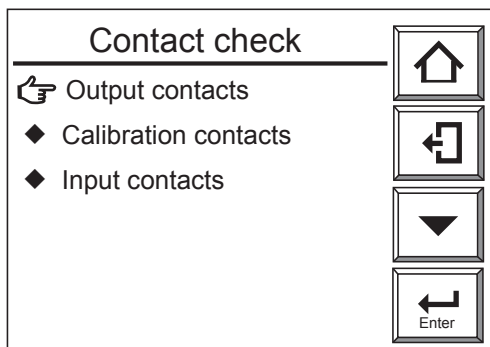 Contact check
Output contacts
Calibration contacts
Input contacts
Enter